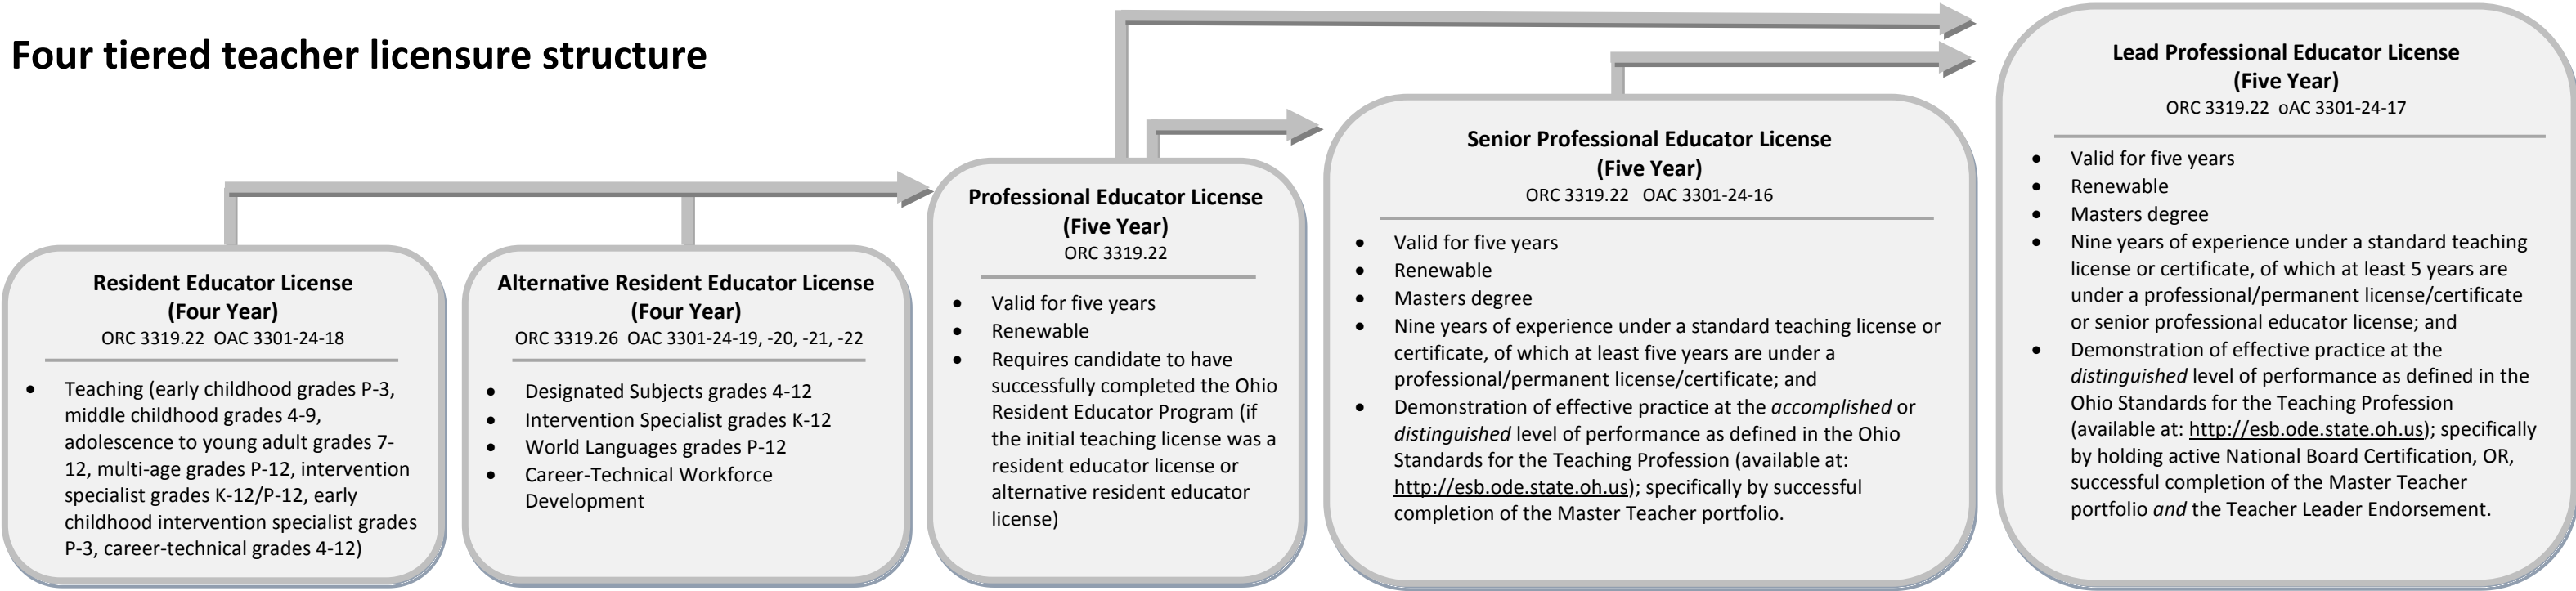 Four tiered teacher licensure structure
Resident Educator License
(Four Year)
ORC 3319.22 OAC 3301-24-18
• Teaching (early childhood grades P-3,
middle childhood grades 4-9,
adolescence to young adult grades 7-
12, multi-age grades P-12, intervention
specialist grades K-12/P-12, early
childhood intervention specialist grades
P-3, career-technical grades 4-12)
Alternative Resident Educator License
(Four Year)
ORC 3319.26 OAC 3301-24-19, -20, -21, -22
• Designated Subjects grades 4-12
• Intervention Specialist grades K-12
• World Languages grades P-12
• Career-Technical Workforce
Development
Professional Educator License
(Five Year)
ORC 3319.22
• Valid for five years
• Renewable
• Requires candidate to have
successfully completed the Ohio
Resident Educator Program (if
the initial teaching license was a
resident educator license or
alternative resident educator
license)
Senior Professional Educator License
(Five Year)
ORC 3319.22 OAC 3301-24-16
• Valid for five years
• Renewable
• Masters degree
• Nine years of experience under a standard teaching license or
certificate, of which at least five years are under a
professional/permanent license/certificate; and
• Demonstration of effective practice at the accomplished or
distinguished level of performance as defined in the Ohio
Standards for the Teaching Profession (available at:
http://esb.ode.state.oh.us); specifically by successful
completion of the Master Teacher portfolio.
Lead Professional Educator License
(Five Year)
ORC 3319.22 oAC 3301-24-17
• Valid for five years
• Renewable
• Masters degree
• Nine years of experience under a standard teaching
license or certificate, of which at least 5 years are
under a professional/permanent license/certificate
or senior professional educator license; and
• Demonstration of effective practice at the
distinguished level of performance as defined in the
Ohio Standards for the Teaching Profession
(available at: http://esb.ode.state.oh.us); specifically
by holding active National Board Certification, OR,
successful completion of the Master Teacher
portfolio and the Teacher Leader Endorsement.